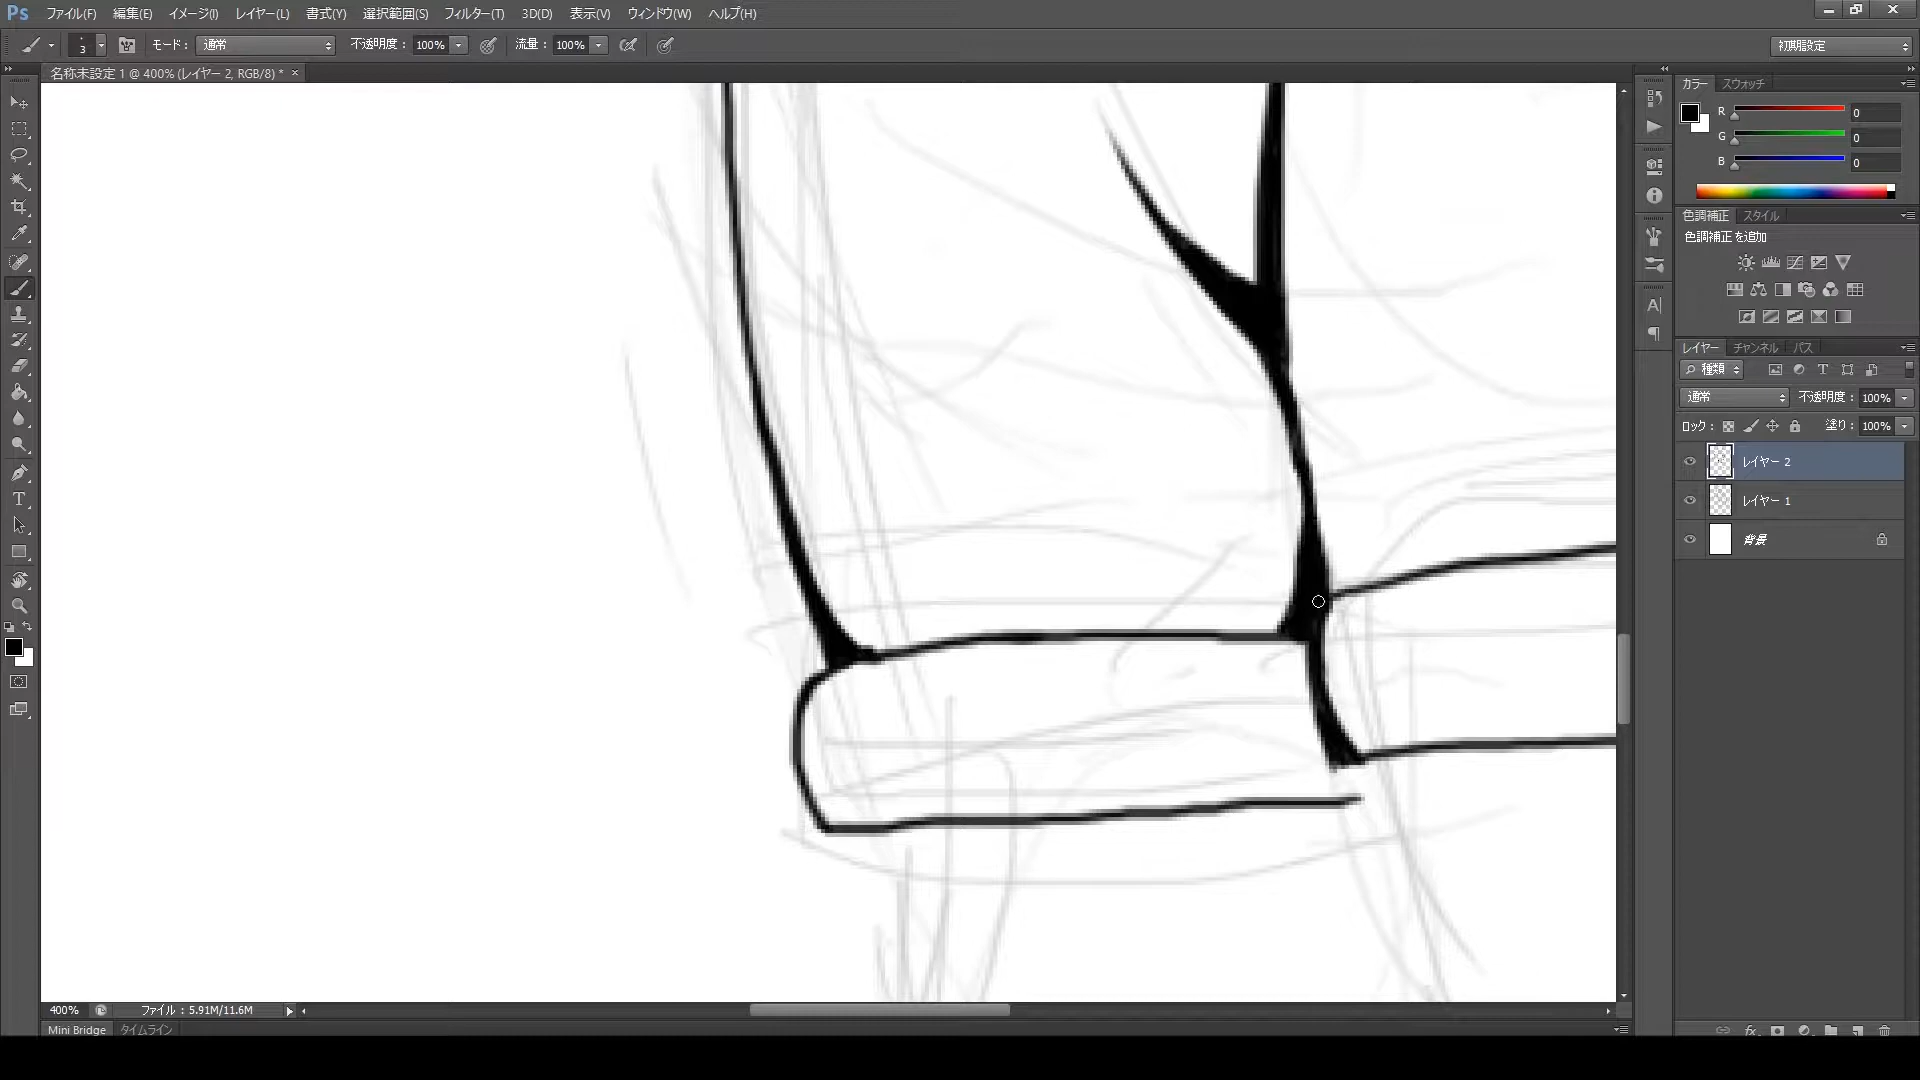 Ps ファイル(F) 編集(E) イメージ(I) レイヤー(L) 書式(Y) 選択範囲(S) フィルター(T) 3D(D) 表示(V) ウィンドウ(W) ヘルプ(H)
3 モード： 通常 不透明度： 100% 流量： 100% 初期設定
名称未設定 1 @ 400% (レイヤー 2, RGB/8) * ×
カラー スウォッチ
R 0
G 0
B 0
色調補正 スタイル
色調補正を追加
レイヤー チャンネル パス
種類
通常 不透明度： 100%
ロック： 塗り： 100%
レイヤー 2
レイヤー 1
背景
400% ファイル：5.91M/11.6M
Mini Bridge タイムライン